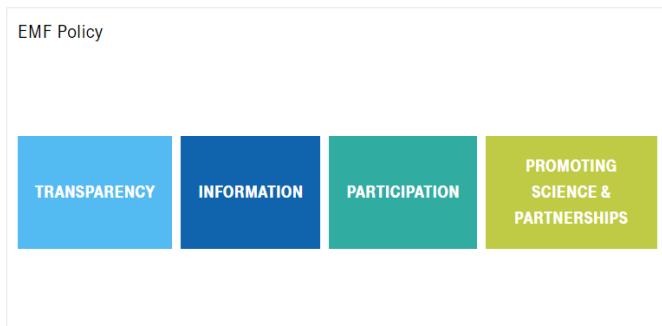 EMF Policy
TRANSPARENCY
INFORMATION
PARTICIPATION
PROMOTING
SCIENCE &
PARTNERSHIPS